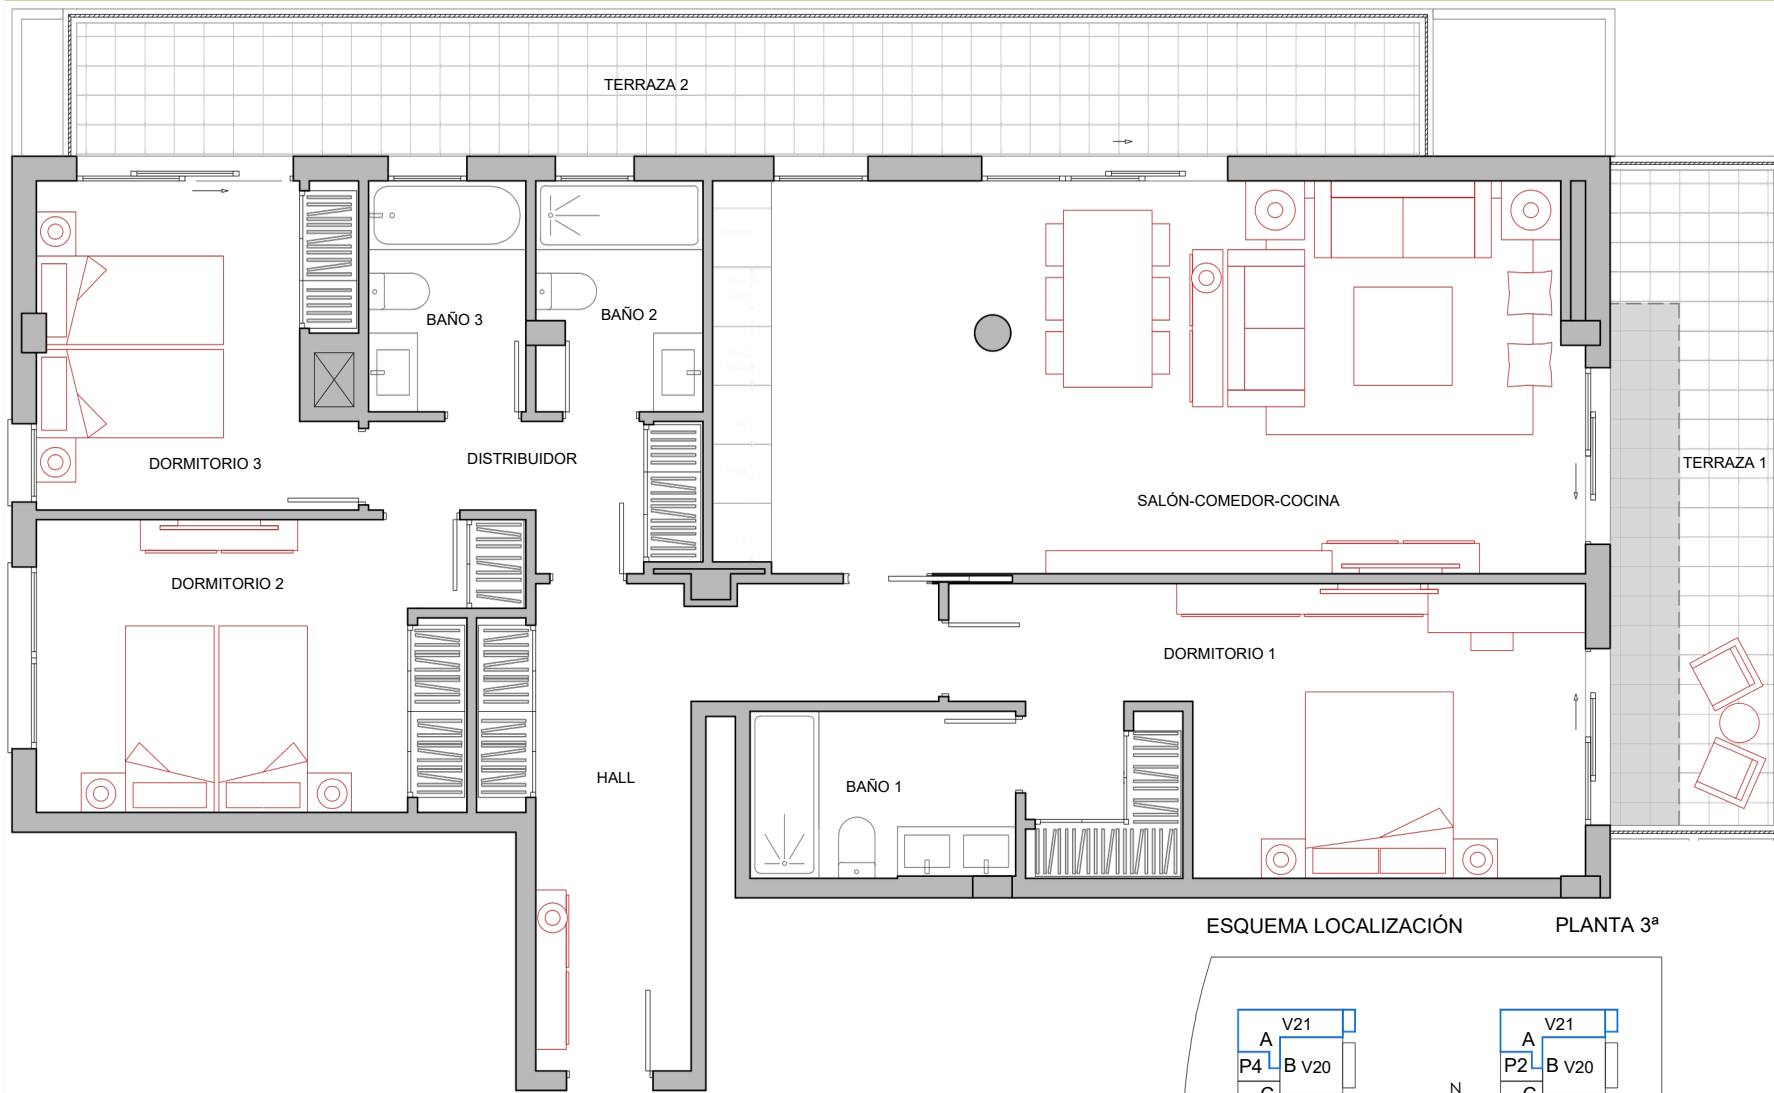 TERRAZA 2
BAÑO 3
BAÑO 2
DORMITORIO 3
DISTRIBUIDOR
TERRAZA 1
SALÓN-COMEDOR-COCINA
DORMITORIO 2
DORMITORIO 1
HALL
BAÑO 1
ESQUEMA LOCALIZACIÓN
PLANTA 3ª
V21
A
P4
B
V20
V21
A
P2
B
V20